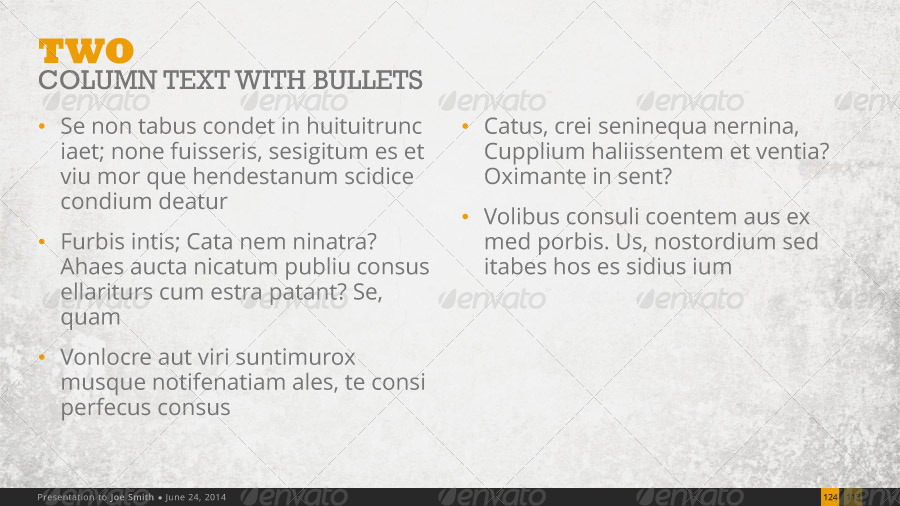 TWO
COLUMN TEXT WITH BULLETS
• Se non tabus condet in huituitrunc
iaet; none fuisseris, sesigitum es et
viu mor que hendestanum scidice
condium deatur
• Furbis intis; Cata nem ninatra?
Ahaes aucta nicatum publiu consus
ellariturs cum estra patant? Se,
quam
• Vonlocre aut viri suntimurox
musque notifenatiam ales, te consi
perfecus consus
• Catus, crei seninequa nernina,
Cupplium haliissentem et ventia?
Oximante in sent?
• Volibus consuli coentem aus ex
med porbis. Us, nostordium sed
itabes hos es sidius ium
envato envato envato envato envato
envato envato envato envato envato
Presentation to Joe Smith • June 24, 2014
124
envato envato envato envato envato